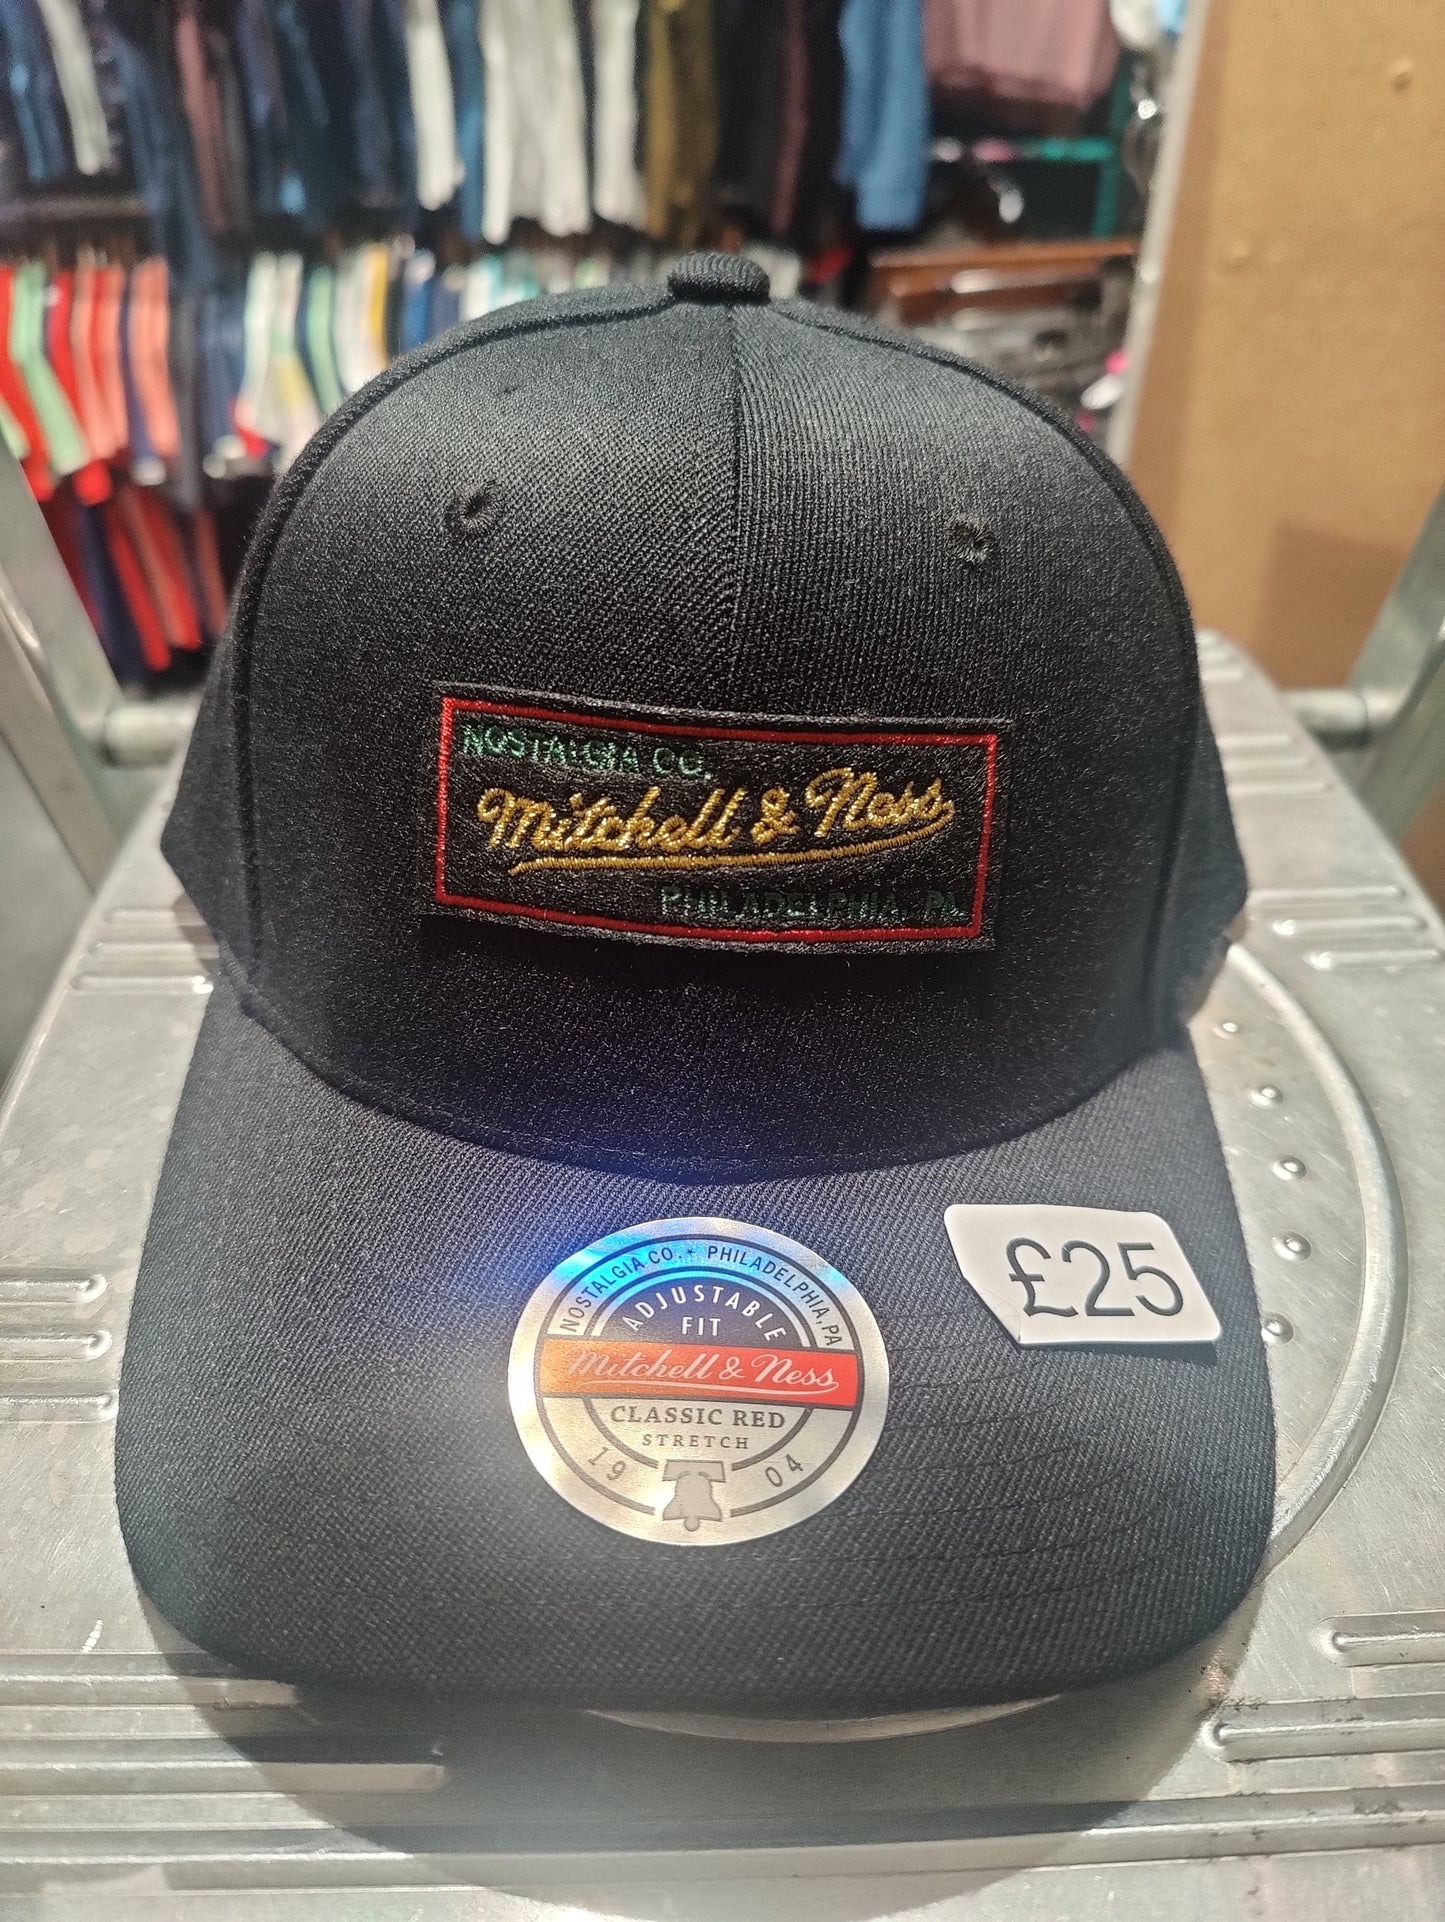 NOSTALGIA CO.
Mitchell & Ness
PHILADELPHIA, PA
£25
NOSTALGIA CO. • PHILADELPHIA, PA
ADJUSTABLE
FIT
Mitchell & Ness
CLASSIC RED
STRETCH
19 04